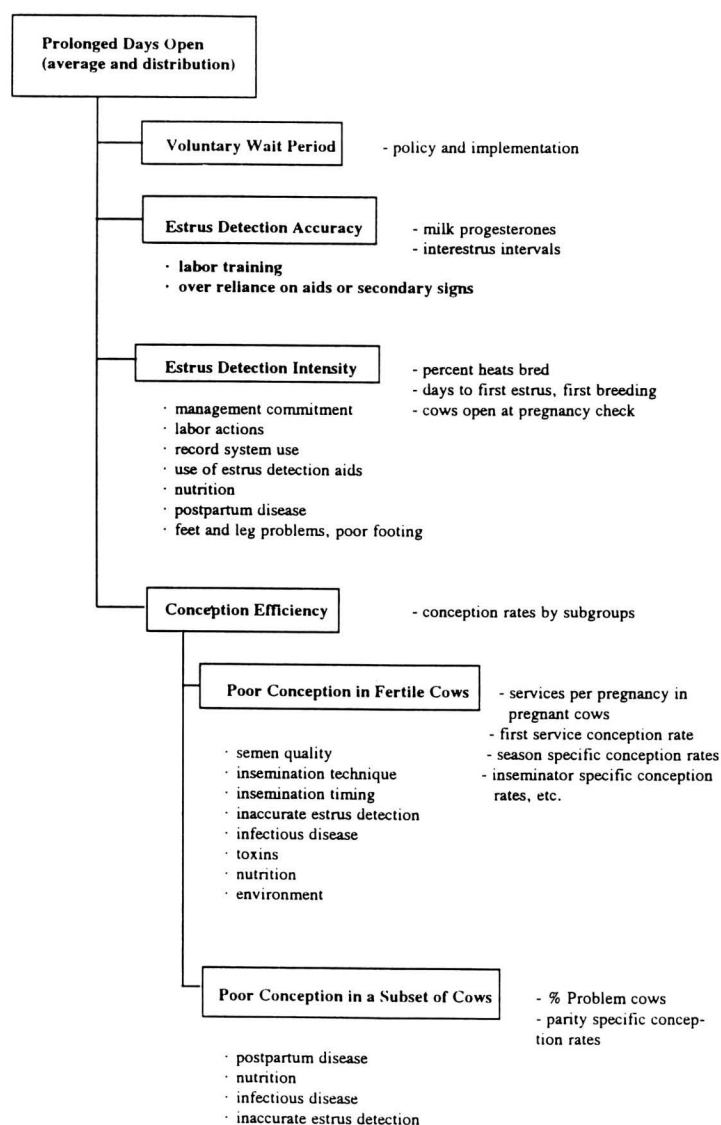 Prolonged Days Open
(average and distribution)
Voluntary Wait Period
- policy and implementation
Estrus Detection Accuracy
- milk progesterones
- interestrus intervals
· labor training
· over reliance on aids or secondary signs
Estrus Detection Intensity
- percent heats bred
- days to first estrus, first breeding
- cows open at pregnancy check
· management commitment
· labor actions
· record system use
· use of estrus detection aids
· nutrition
· postpartum disease
· feet and leg problems, poor footing
Conception Efficiency
- conception rates by subgroups
Poor Conception in Fertile Cows
- services per pregnancy in
pregnant cows
- first service conception rate
- season specific conception rates
- inseminator specific conception
rates, etc.
· semen quality
· insemination technique
· insemination timing
· inaccurate estrus detection
· infectious disease
· toxins
· nutrition
· environment
Poor Conception in a Subset of Cows
- % Problem cows
- parity specific concep-
tion rates
· postpartum disease
· nutrition
· infectious disease
· inaccurate estrus detection